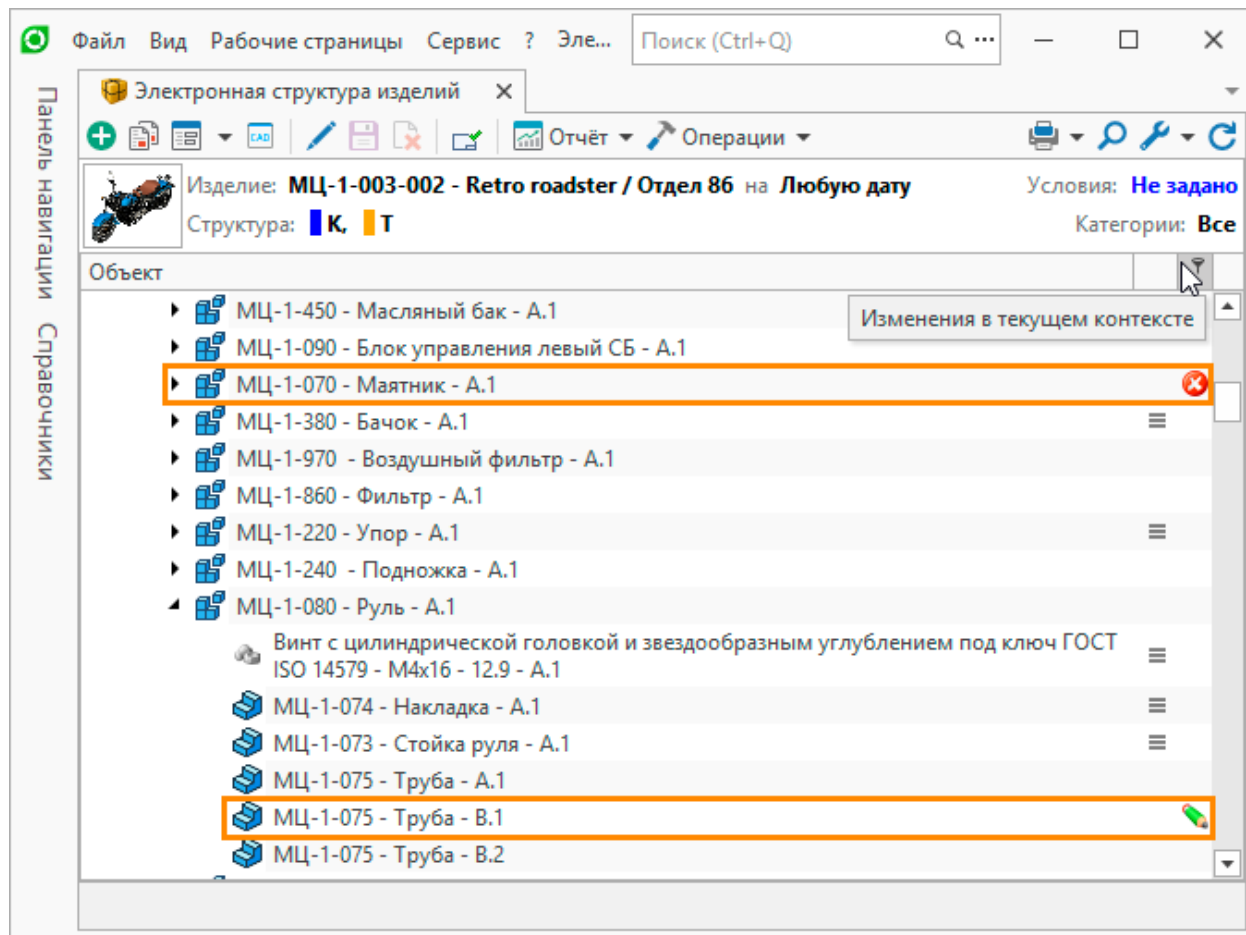 Файл Вид Рабочие страницы Сервис ? Эле... Поиск (Ctrl+Q)
Панель навигации
Справочники
Электронная структура изделий
CAD Отчёт Операции
Изделие: МЦ-1-003-002 - Retro roadster / Отдел 86 на Любую дату Условия: Не задано
Структура: К, Т Категории: Все
Объект
Изменения в текущем контексте
МЦ-1-450 - Масляный бак - А.1
МЦ-1-090 - Блок управления левый СБ - А.1
МЦ-1-070 - Маятник - А.1
МЦ-1-380 - Бачок - А.1
МЦ-1-970 - Воздушный фильтр - А.1
МЦ-1-860 - Фильтр - А.1
МЦ-1-220 - Упор - А.1
МЦ-1-240 - Подножка - А.1
МЦ-1-080 - Руль - А.1
Винт с цилиндрической головкой и звездообразным углублением под ключ ГОСТ
ISO 14579 - М4х16 - 12.9 - А.1
МЦ-1-074 - Накладка - А.1
МЦ-1-073 - Стойка руля - А.1
МЦ-1-075 - Труба - А.1
МЦ-1-075 - Труба - В.1
МЦ-1-075 - Труба - В.2